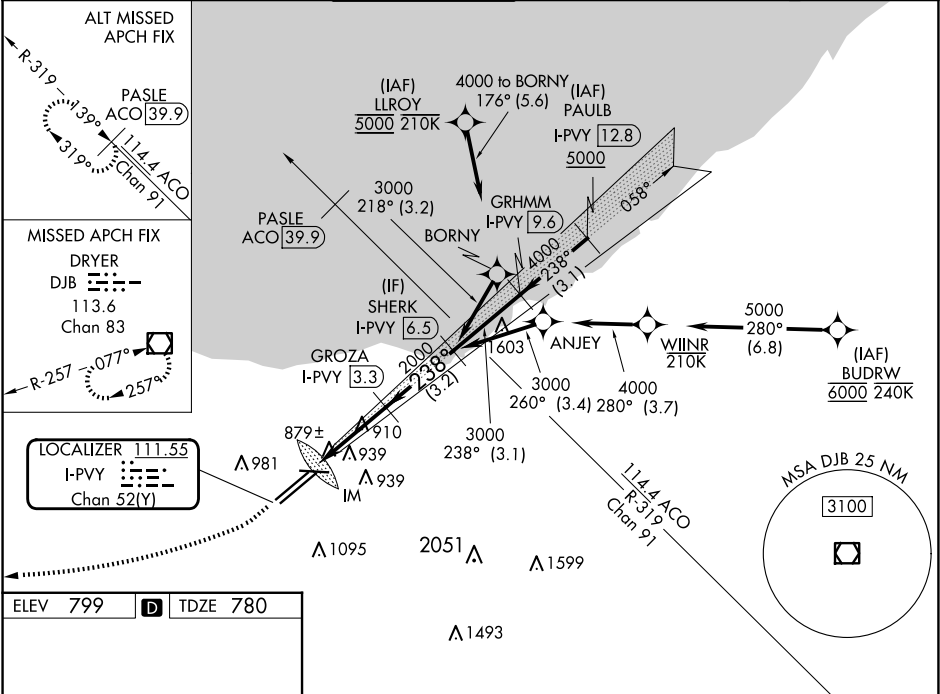 ALT MISSED
APCH FIX
R-319
139°
319°
PASLE
ACO 39.9
114.4 ACO
Chan 91
MISSED APCH FIX
DRYER
DJB
113.6
Chan 83
R-257
077°
257°
LOCALIZER 111.55
I-PVY
Chan 52(Y)
(IAF)
LLROY
5000 210K
4000 to BORNY
176° (5.6)
(IAF)
PAULB
I-PVY 12.8
5000
058°
3000
218° (3.2)
GRHMM
I-PVY 9.6
BORNY
4000
238°
(3.1)
PASLE
ACO 39.9
(IF)
SHERK
I-PVY 6.5
1603
ANJEY
WIINR
210K
5000
280°
(6.8)
(IAF)
BUDRW
6000 240K
GROZA
I-PVY 3.3
2000
238°
(3.2)
3000
260° (3.4)
4000
280° (3.7)
3000
238° (3.1)
879±
910
939
939
981
IM
114.4 ACO
R-319
Chan 91
MSA DJB 25 NM
3100
1095
2051
1599
1493
ELEV 799 D TDZE 780